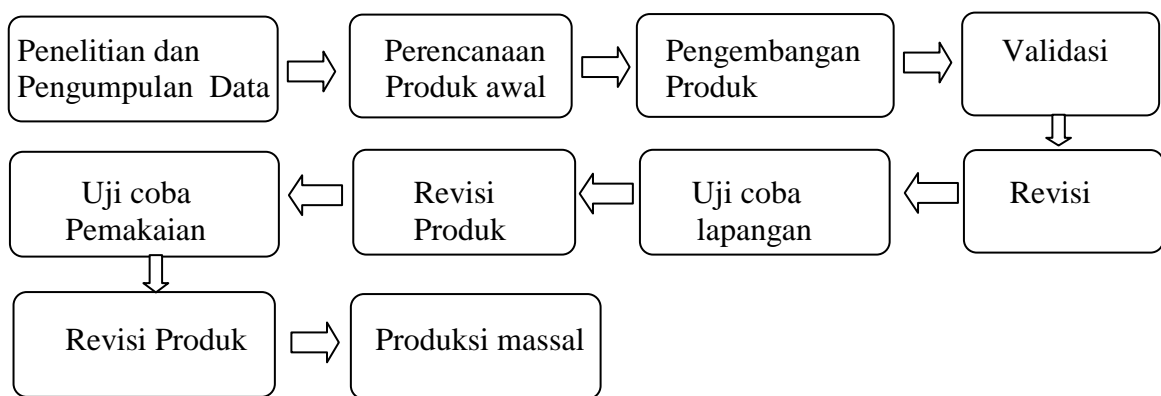 Penelitian dan
Pengumpulan Data
Perencanaan
Produk awal
Pengembangan
Produk
Validasi
Revisi
Uji coba
lapangan
Revisi
Produk
Uji coba
Pemakaian
Revisi Produk
Produksi massal